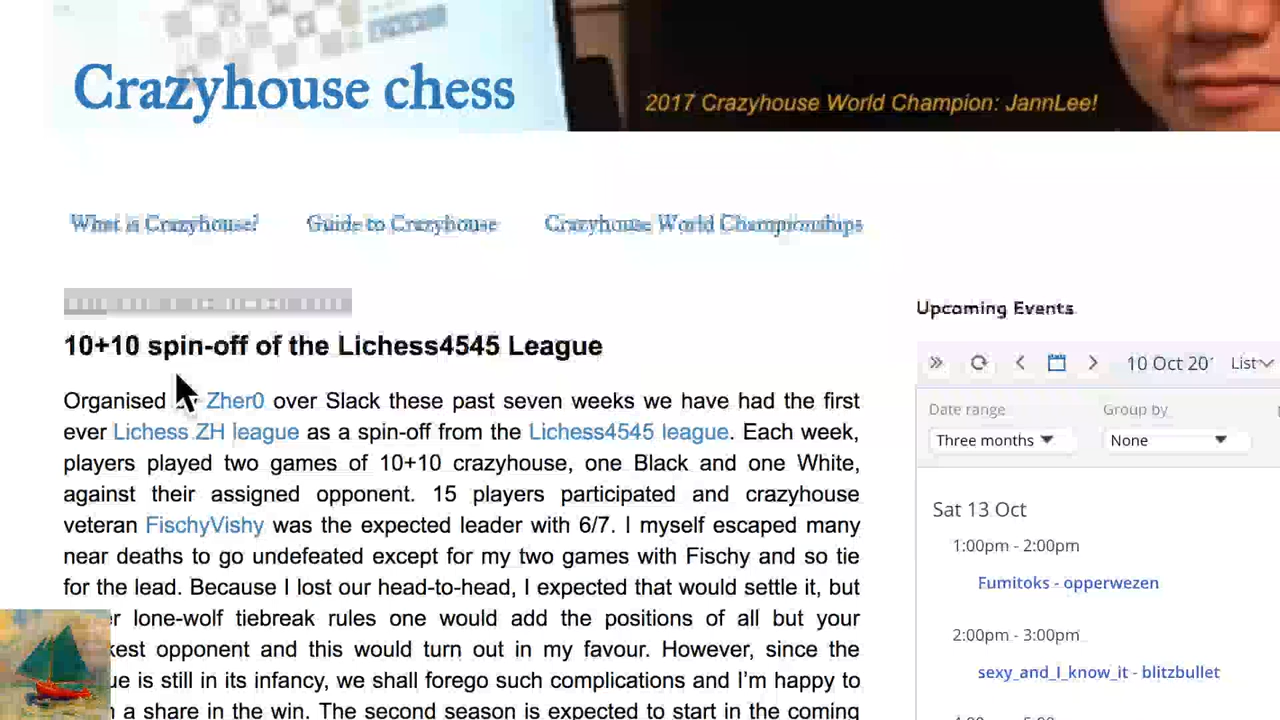 Crazyhouse chess
2017 Crazyhouse World Champion: JannLee!
What is Crazyhouse?
Guide to Crazyhouse
Crazyhouse World Championships
10+10 spin-off of the Lichess4545 League
Organised Zher0 over Slack these past seven weeks we have had the first
ever Lichess ZH league as a spin-off from the Lichess4545 league. Each week,
players played two games of 10+10 crazyhouse, one Black and one White,
against their assigned opponent. 15 players participated and crazyhouse
veteran FischyVishy was the expected leader with 6/7. I myself escaped many
near deaths to go undefeated except for my two games with Fischy and so tie
for the lead. Because I lost our head-to-head, I expected that would settle it, but
lone-wolf tiebreak rules one would add the positions of all but your
opponent and this would turn out in my favour. However, since the
is still in its infancy, we shall forego such complications and I'm happy to
a share in the win. The second season is expected to start in the coming
Upcoming Events
10 Oct
List
Date range
Group by
Three months
None
Sat 13 Oct
1:00pm - 2:00pm
Fumitoks - opperwezen
2:00pm - 3:00pm
sexy_and_I_know_it - blitzbullet